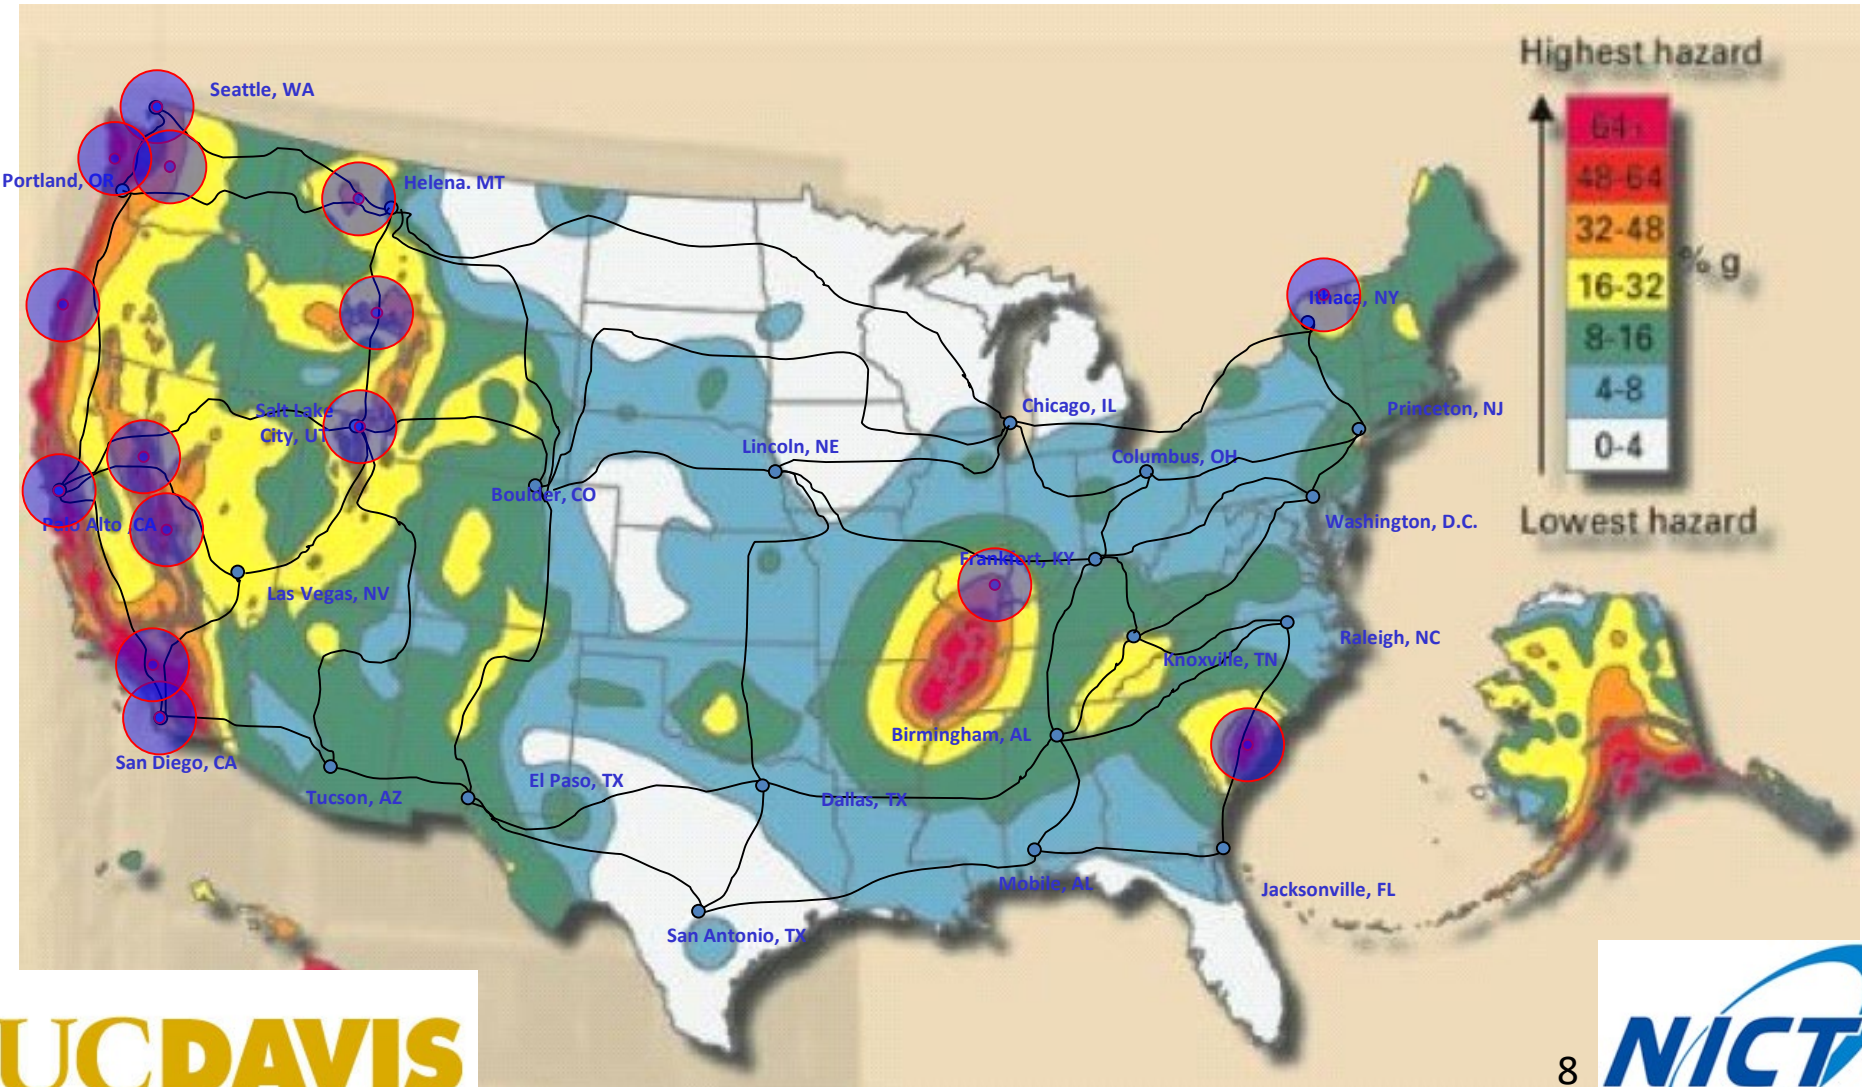 Highest hazard
64+
48-64
32-48
% g
16-32
8-16
4-8
0-4
Lowest hazard
Seattle, WA
Portland, OR
Helena. MT
Ithaca, NY
Salt Lake
City, UT
Chicago, IL
Princeton, NJ
Lincoln, NE
Columbus, OH
Boulder, CO
Palo Alto ,CA
Washington, D.C.
Frankfort, KY
Las Vegas, NV
Raleigh, NC
Knoxville, TN
Birmingham, AL
San Diego, CA
El Paso, TX
Tucson, AZ
Dallas, TX
Mobile, AL
Jacksonville, FL
San Antonio, TX
UCDAVIS
8
NICT